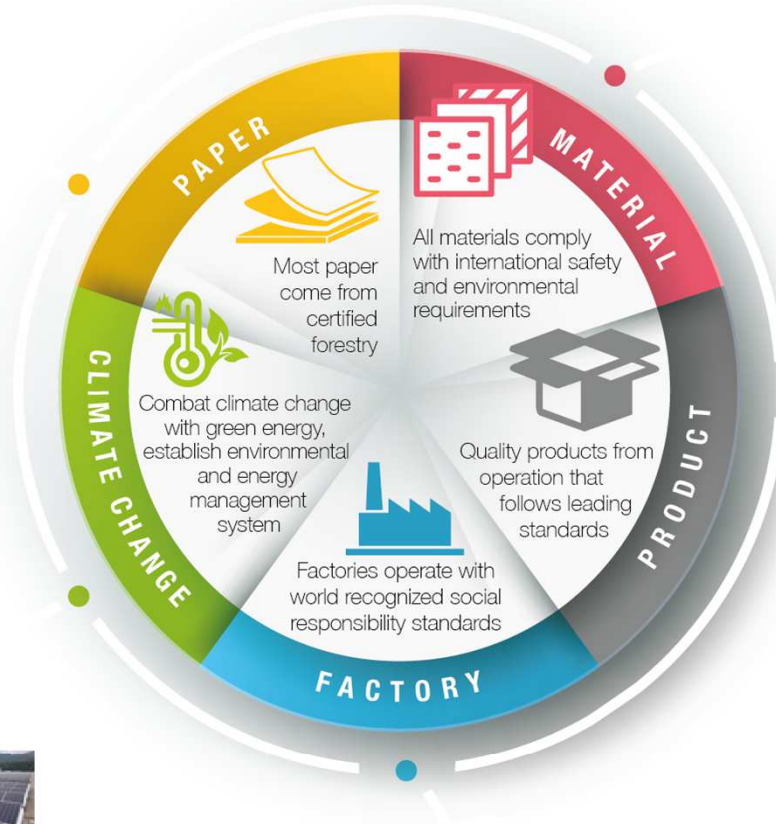 PAPER
Most paper
come from
certified
forestry
MATERIAL
All materials comply
with international safety
and environmental
requirements
PRODUCT
Quality products from
operation that
follows leading
standards
FACTORY
Factories operate with
world recognized social
responsibility standards
CLIMATE CHANGE
Combat climate change
with green energy,
establish environmental
and energy
management
system